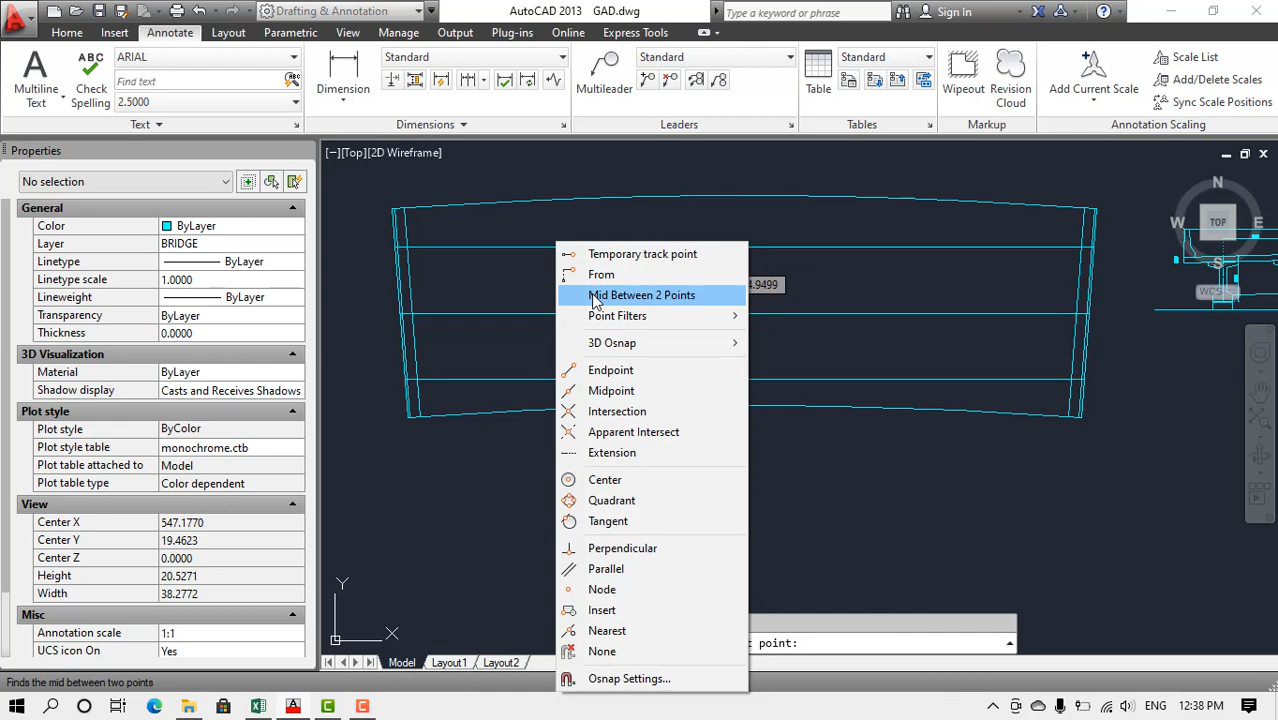 Drafting & Annotation
AutoCAD 2013 GAD.dwg
Type a keyword or phrase
Sign In
Home Insert Annotate Layout Parametric View Manage Output Plug-ins Online Express Tools
Multiline Text
ABC
Check Spelling
ARIAL
Find text
2.5000
Text
Dimension
Standard
Dimensions
Multileader
Standard
Leaders
Table
Standard
Tables
Wipeout
Revision Cloud
Markup
Add Current Scale
Scale List
Add/Delete Scales
Sync Scale Positions
Annotation Scaling
Properties
No selection
General
Color ByLayer
Layer BRIDGE
Linetype ByLayer
Linetype scale 1.0000
Lineweight ByLayer
Transparency ByLayer
Thickness 0.0000
3D Visualization
Material ByLayer
Shadow display Casts and Receives Shadows
Plot style
Plot style ByColor
Plot style table monochrome.ctb
Plot table attached to Model
Plot table type Color dependent
View
Center X 547.1770
Center Y 19.4623
Center Z 0.0000
Height 20.5271
Width 38.2772
Misc
Annotation scale 1:1
UCS icon On Yes
[−][Top][2D Wireframe]
N
W TOP E
S
WCS
4.9499
Temporary track point
From
Mid Between 2 Points
Point Filters
3D Osnap
Endpoint
Midpoint
Intersection
Apparent Intersect
Extension
Center
Quadrant
Tangent
Perpendicular
Parallel
Node
Insert
Nearest
None
Osnap Settings...
Y
X
t point:
Model Layout1 Layout2
Finds the mid between two points
ENG 12:38 PM